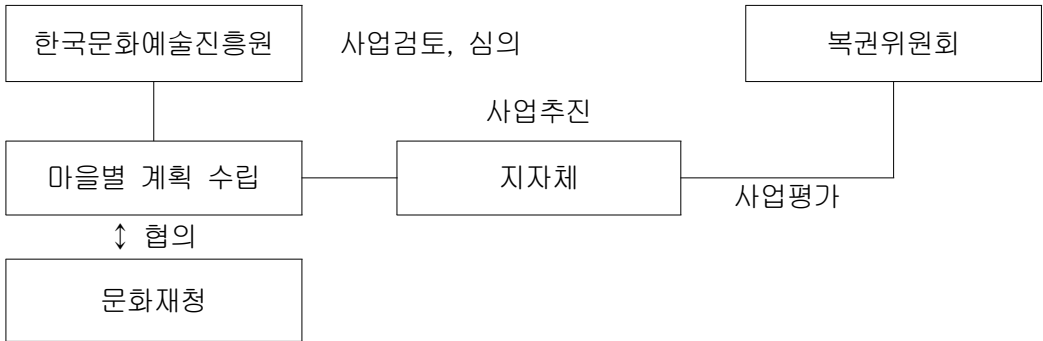 한국문화예술진흥원 사업검토, 심의 복권위원회
사업추진
마을별 계획 수립 지자체
사업평가
↕ 협의
문화재청